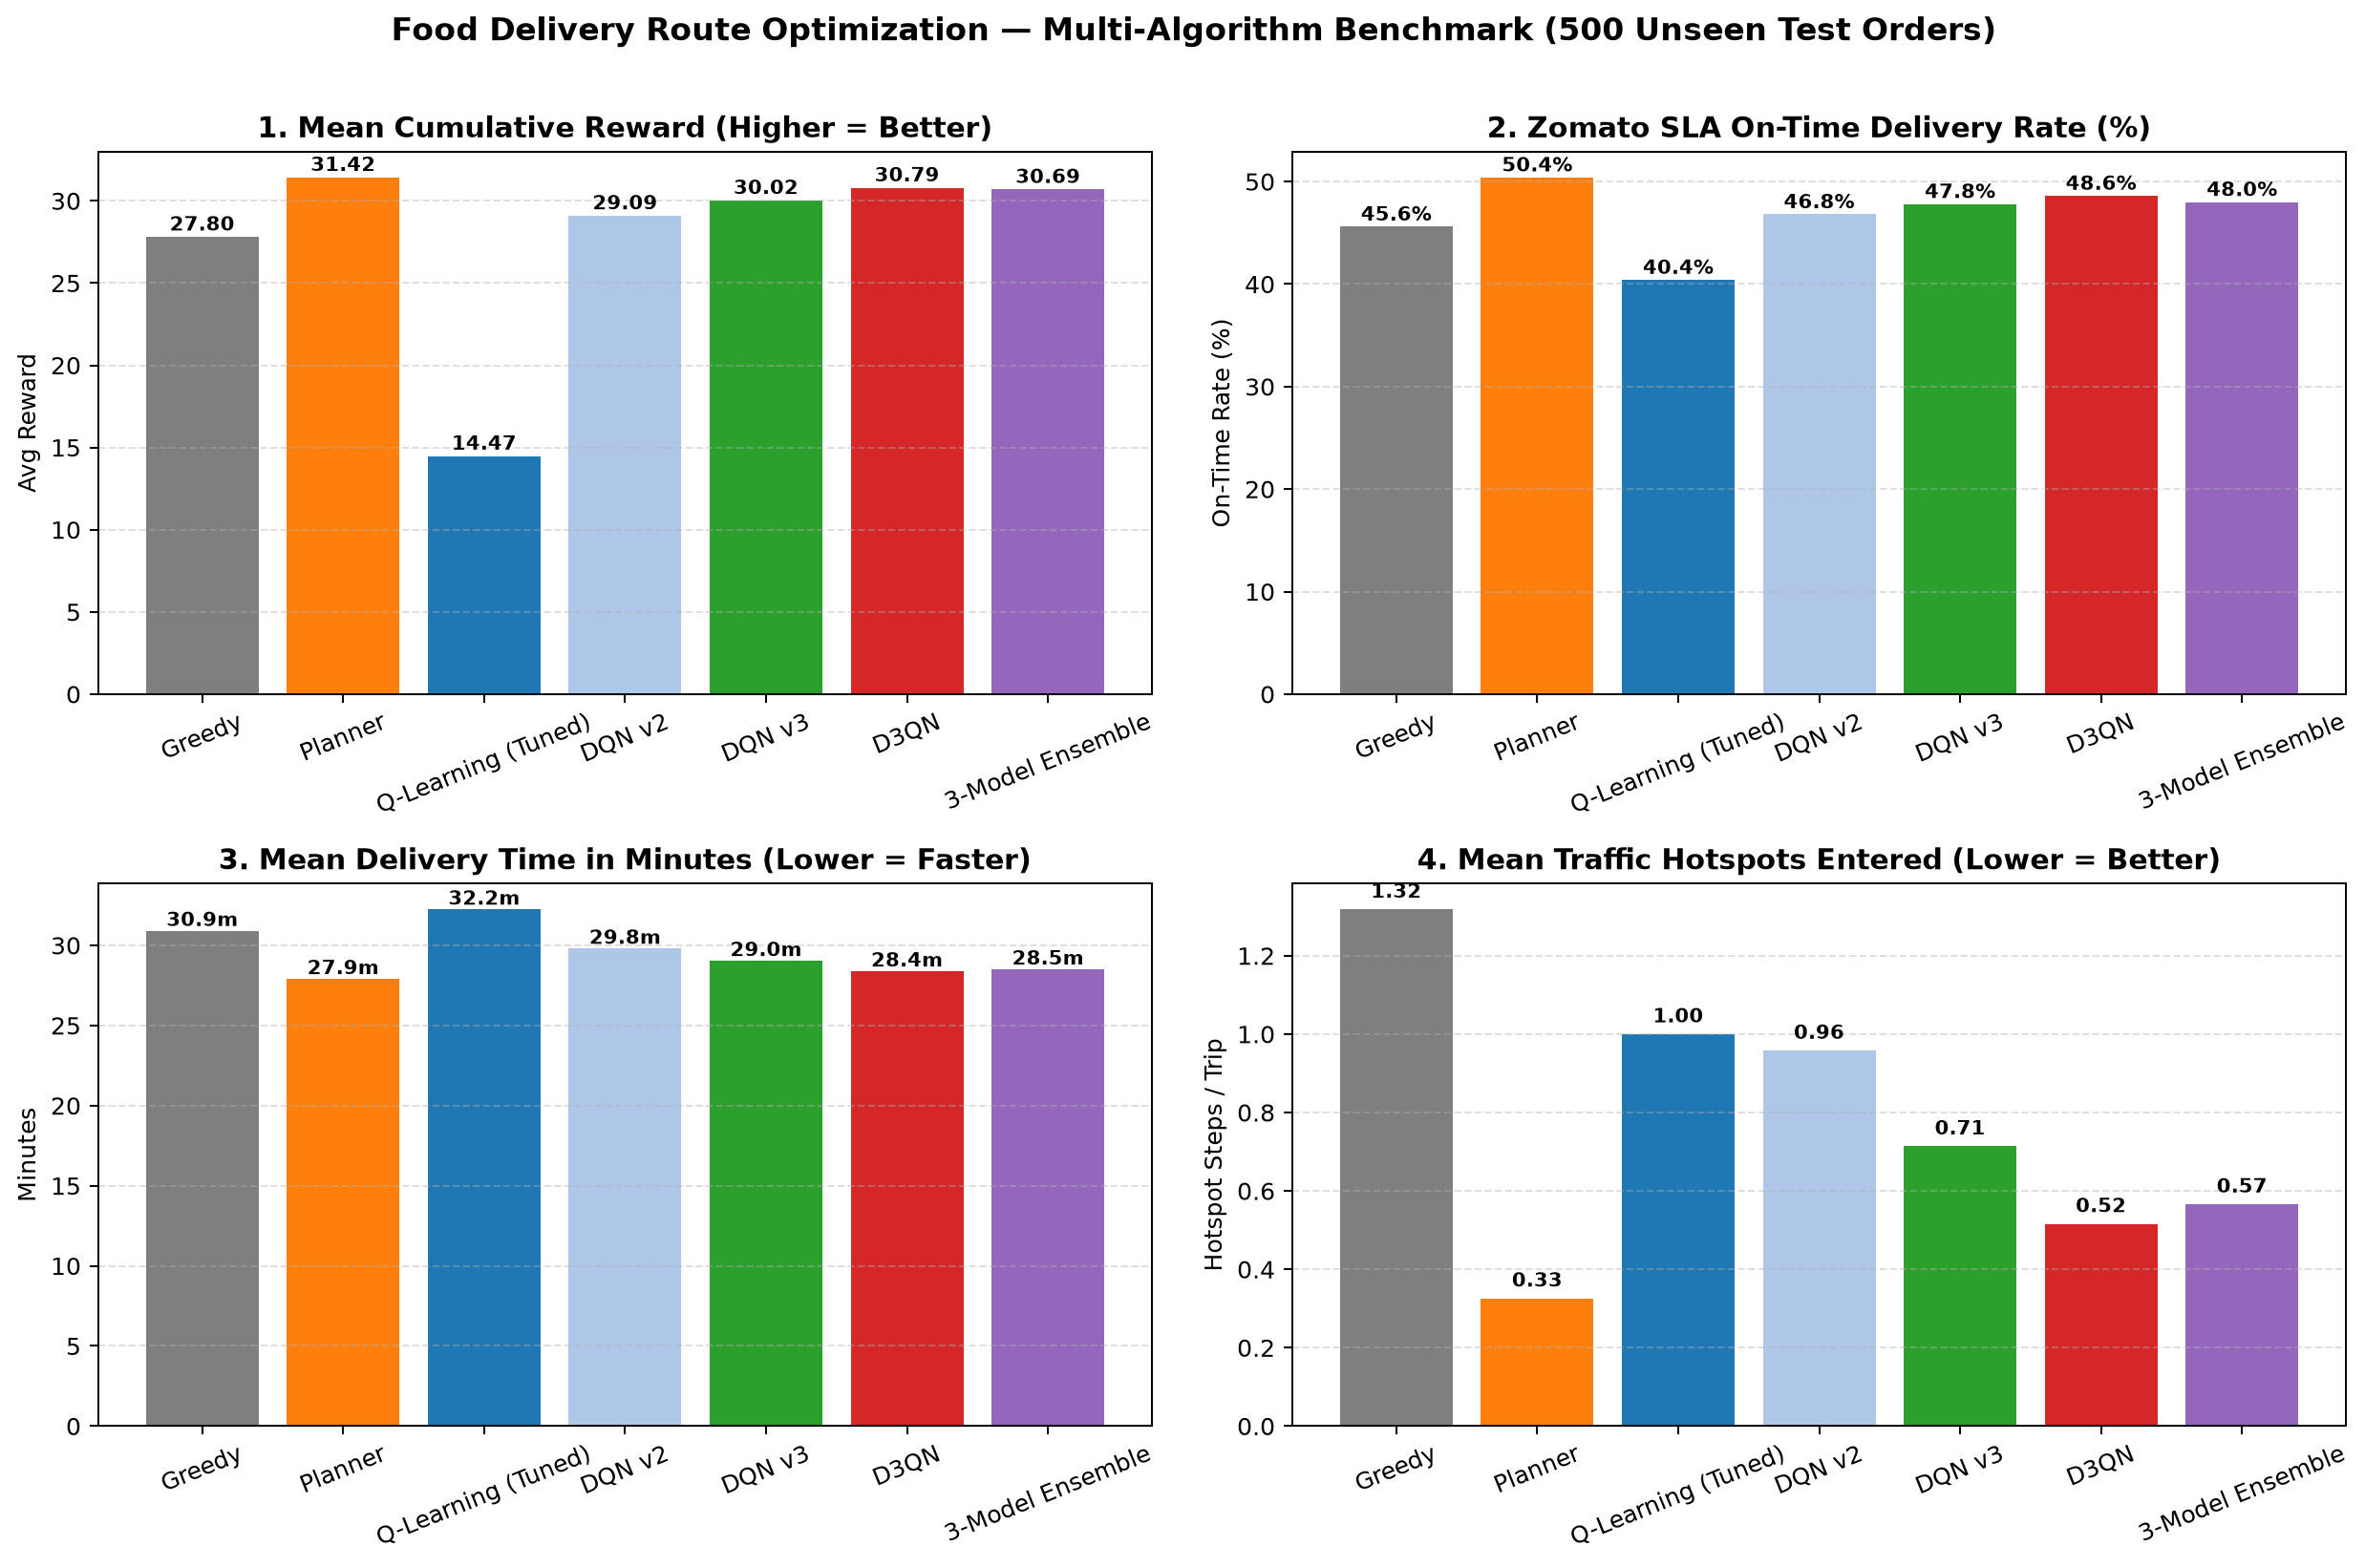 Food Delivery Route Optimization — Multi-Algorithm Benchmark (500 Unseen Test Orders)
1. Mean Cumulative Reward (Higher = Better)
Avg Reward
30
25
20
15
10
5
0
27.80
31.42
14.47
29.09
30.02
30.79
30.69
Greedy
Planner
Q-Learning (Tuned)
DQN v2
DQN v3
D3QN
3-Model Ensemble
2. Zomato SLA On-Time Delivery Rate (%)
On-Time Rate (%)
50
40
30
20
10
0
45.6%
50.4%
40.4%
46.8%
47.8%
48.6%
48.0%
Greedy
Planner
Q-Learning (Tuned)
DQN v2
DQN v3
D3QN
3-Model Ensemble
3. Mean Delivery Time in Minutes (Lower = Faster)
Minutes
30
25
20
15
10
5
0
30.9m
27.9m
32.2m
29.8m
29.0m
28.4m
28.5m
Greedy
Planner
Q-Learning (Tuned)
DQN v2
DQN v3
D3QN
3-Model Ensemble
4. Mean Traffic Hotspots Entered (Lower = Better)
Hotspot Steps / Trip
1.2
1.0
0.8
0.6
0.4
0.2
0.0
1.32
0.33
1.00
0.96
0.71
0.52
0.57
Greedy
Planner
Q-Learning (Tuned)
DQN v2
DQN v3
D3QN
3-Model Ensemble